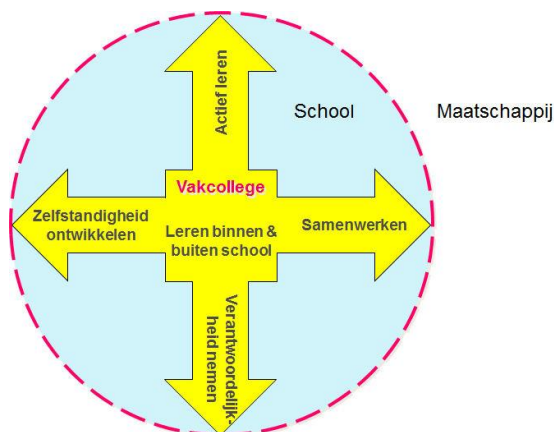 Actief leren
School
Maatschappij
Vakcollege
Zelfstandigheid
ontwikkelen
Leren binnen &
buiten school
Samenwerken
Verantwoordelijk-
heid nemen